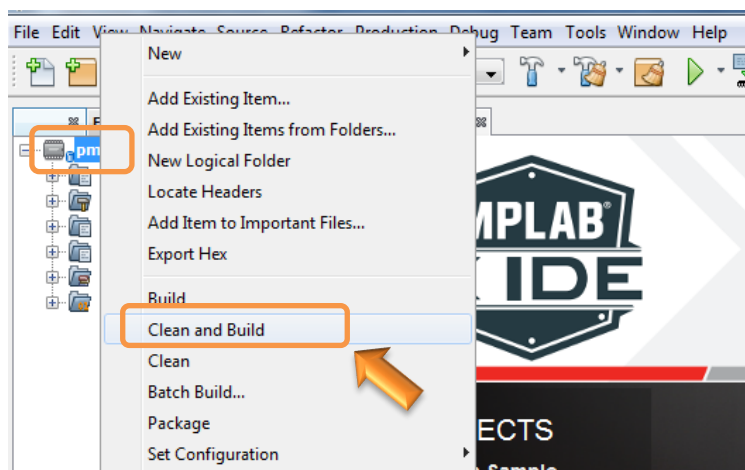 File Edit View Navigate Source Refactor Production Debug Team Tools Window Help
New
Add Existing Item...
Add Existing Items from Folders...
New Logical Folder
Locate Headers
Add Item to Important Files...
Export Hex
Build
Clean and Build
Clean
Batch Build...
Package
Set Configuration
pm
MPLAB®
X IDE
ECTS
Sample